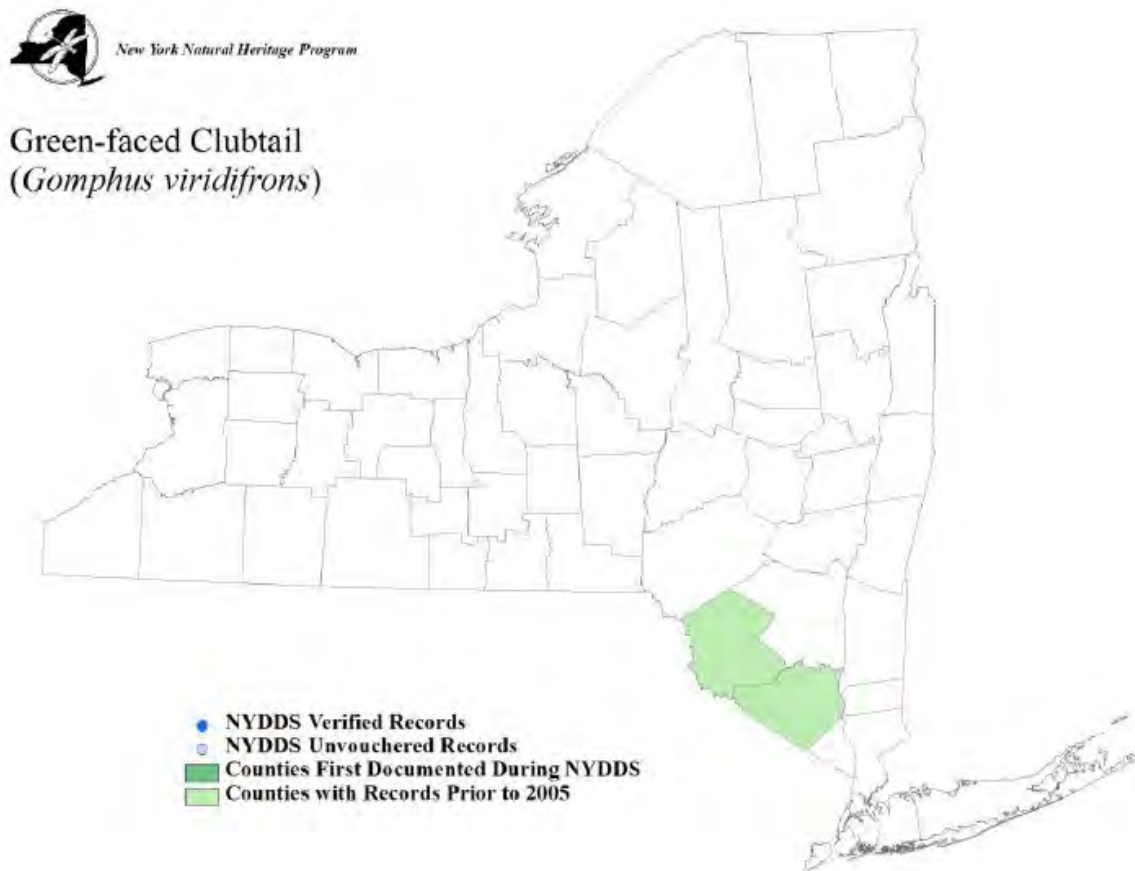 New York Natural Heritage Program
Green-faced Clubtail
(Gomphus viridifrons)
NYDDS Verified Records
NYDDS Unvouchered Records
Counties First Documented During NYDDS
Counties with Records Prior to 2005